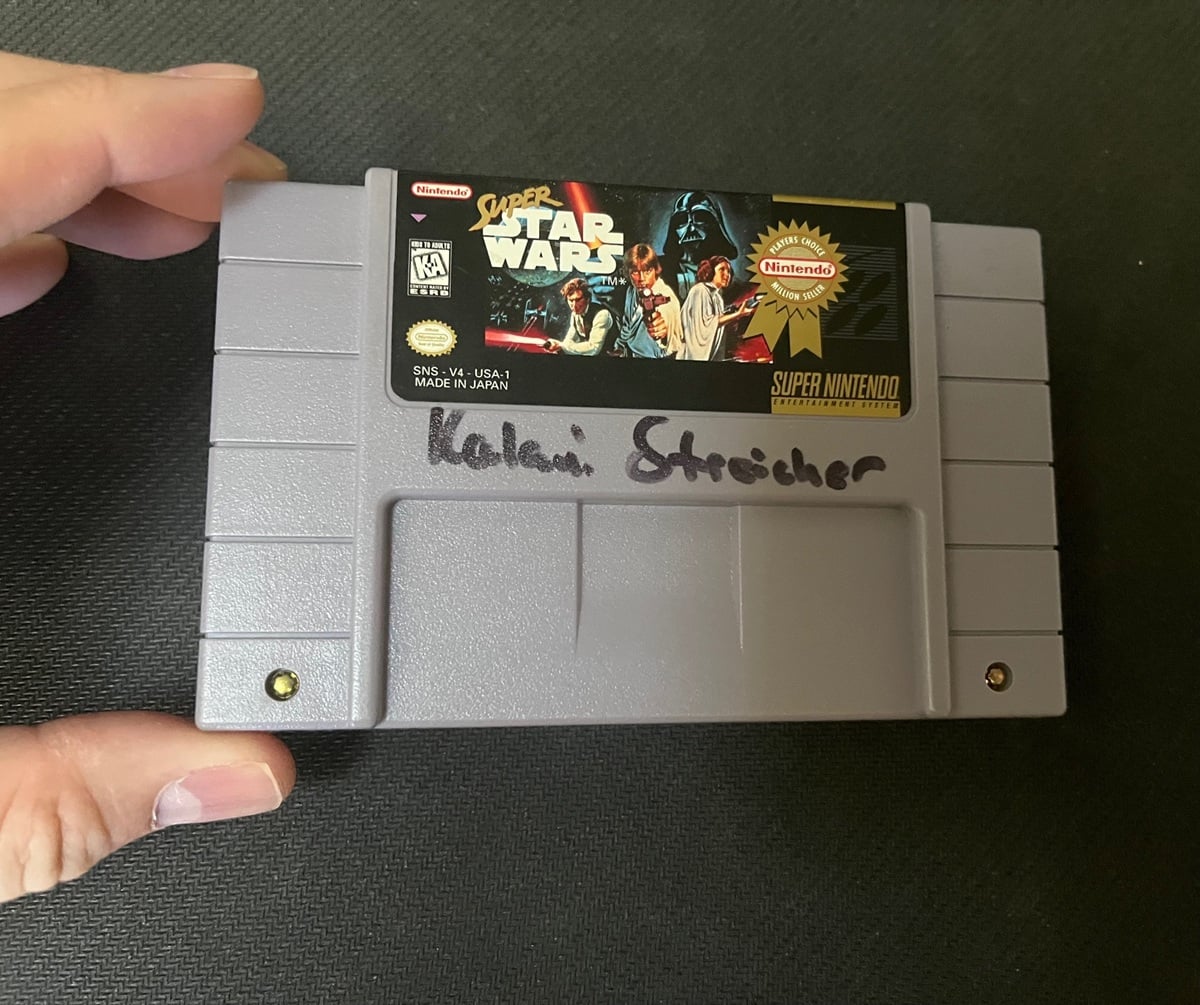 Nintendo
SUPER
STAR
WARS
TM*
KIDS TO ADULTS
KA
CONTENT RATED BY
ESRB
Nintendo
SNS - V4 - USA-1
MADE IN JAPAN
PLAYERS CHOICE
Nintendo
MILLION SELLER
SUPER NINTENDO
ENTERTAINMENT SYSTEM
Kalani Streicher